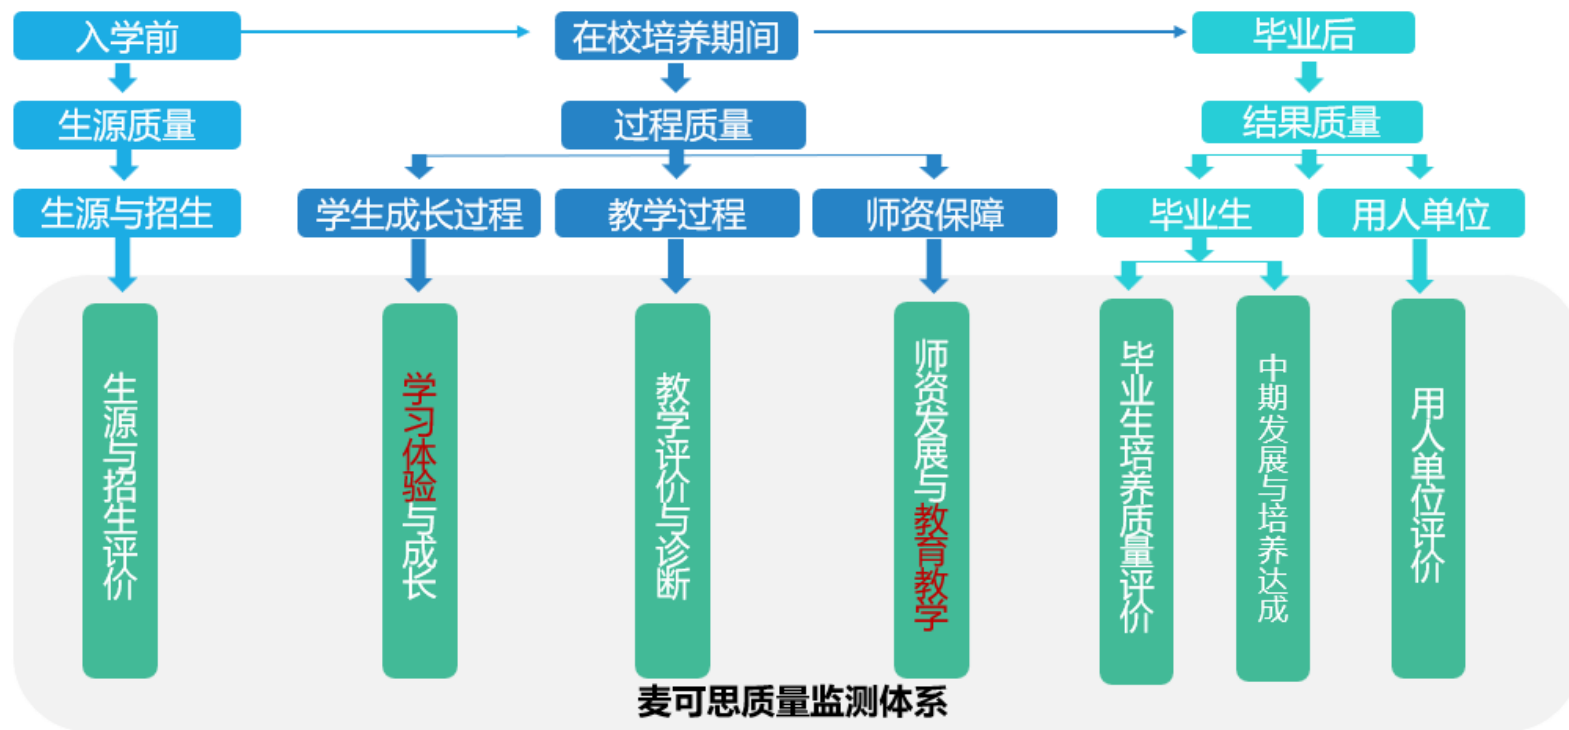 入学前
在校培养期间
毕业后
生源质量
过程质量
结果质量
生源与招生
学生成长过程
教学过程
师资保障
毕业生
用人单位
生源与招生评价
学习体验与成长
教学评价与诊断
师资发展与教育教学
毕业生培养质量评价
中期发展与培养达成
用人单位评价
麦可思质量监测体系